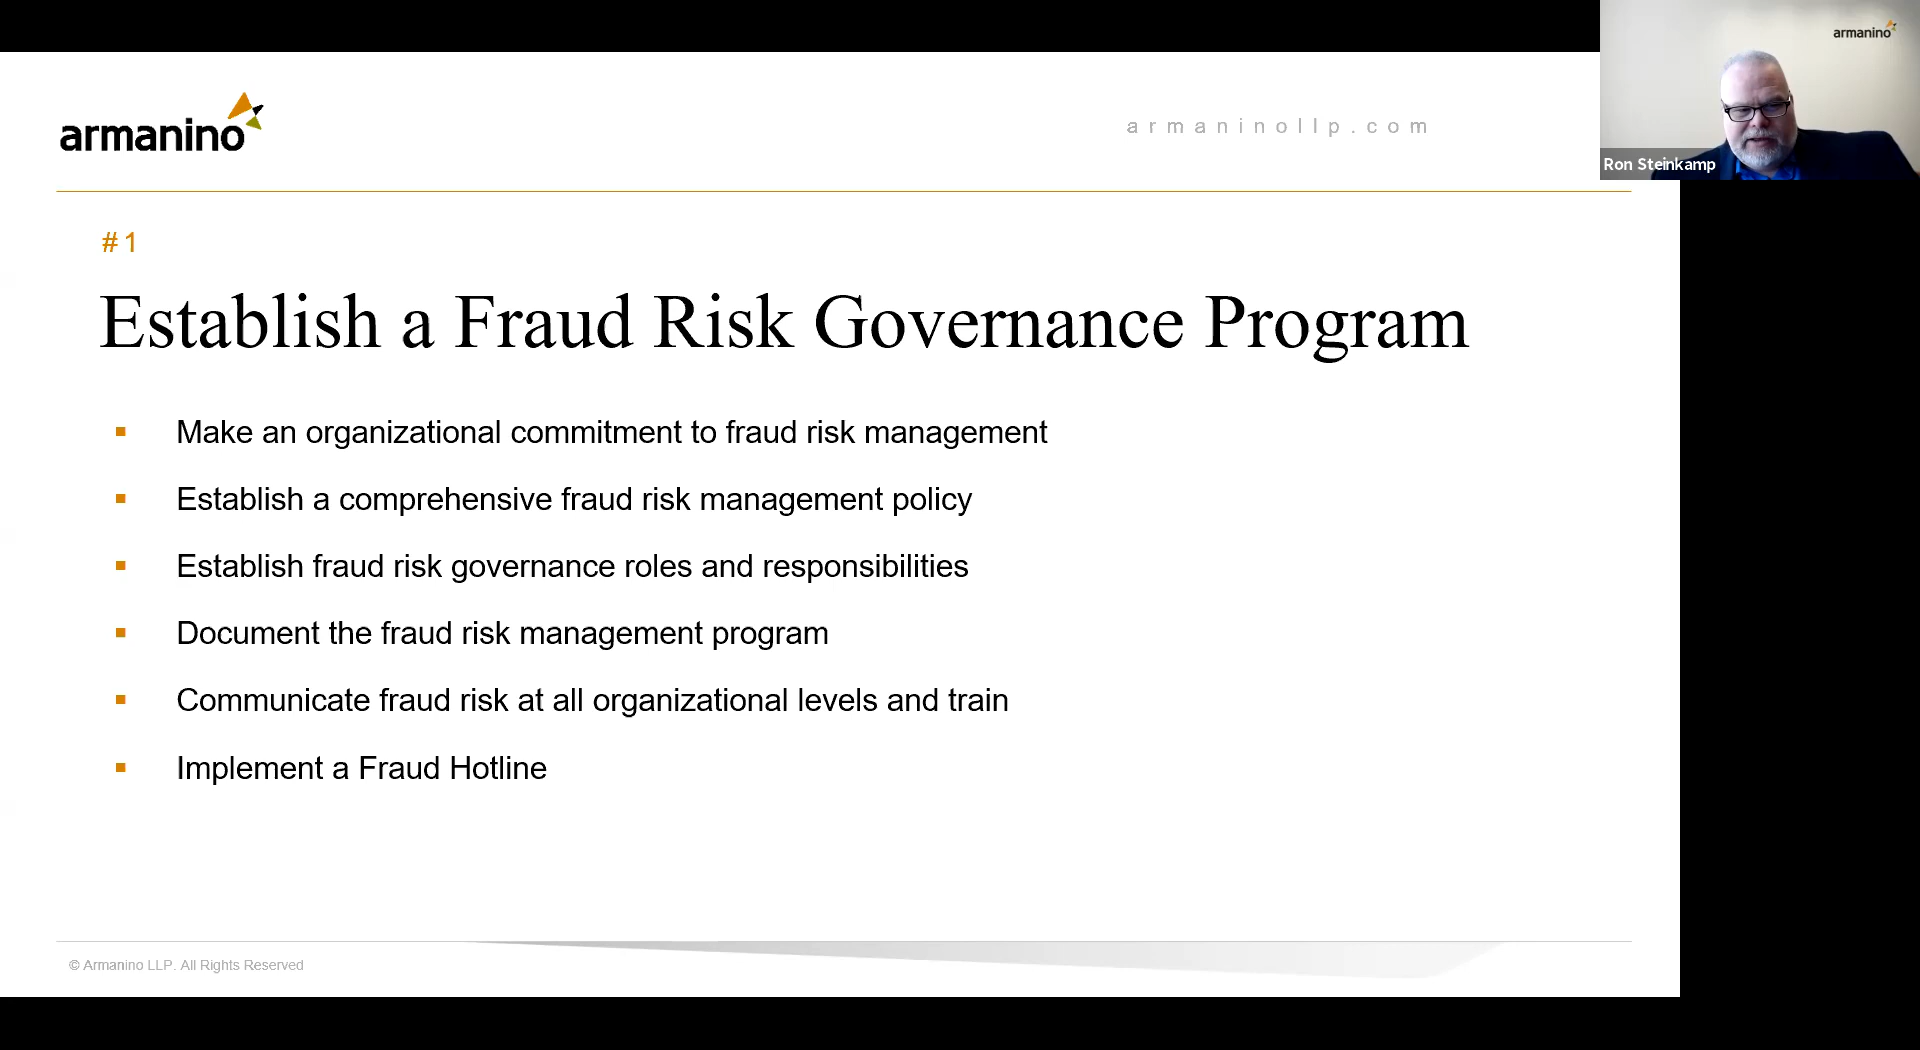 armanino
armaninollp.com
armanino
Ron Steinkamp
#1
Establish a Fraud Risk Governance Program
Make an organizational commitment to fraud risk management
Establish a comprehensive fraud risk management policy
Establish fraud risk governance roles and responsibilities
Document the fraud risk management program
Communicate fraud risk at all organizational levels and train
Implement a Fraud Hotline
© Armanino LLP. All Rights Reserved